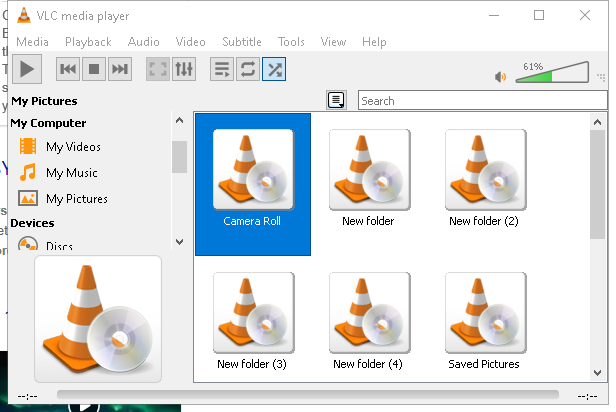 VLC media player
Media Playback Audio Video Subtitle Tools View Help
61%
My Pictures
Search
My Computer
My Videos
My Music
My Pictures
Devices
Discs
Camera Roll New folder New folder (2)
New folder (3) New folder (4) Saved Pictures
--:-- --:--